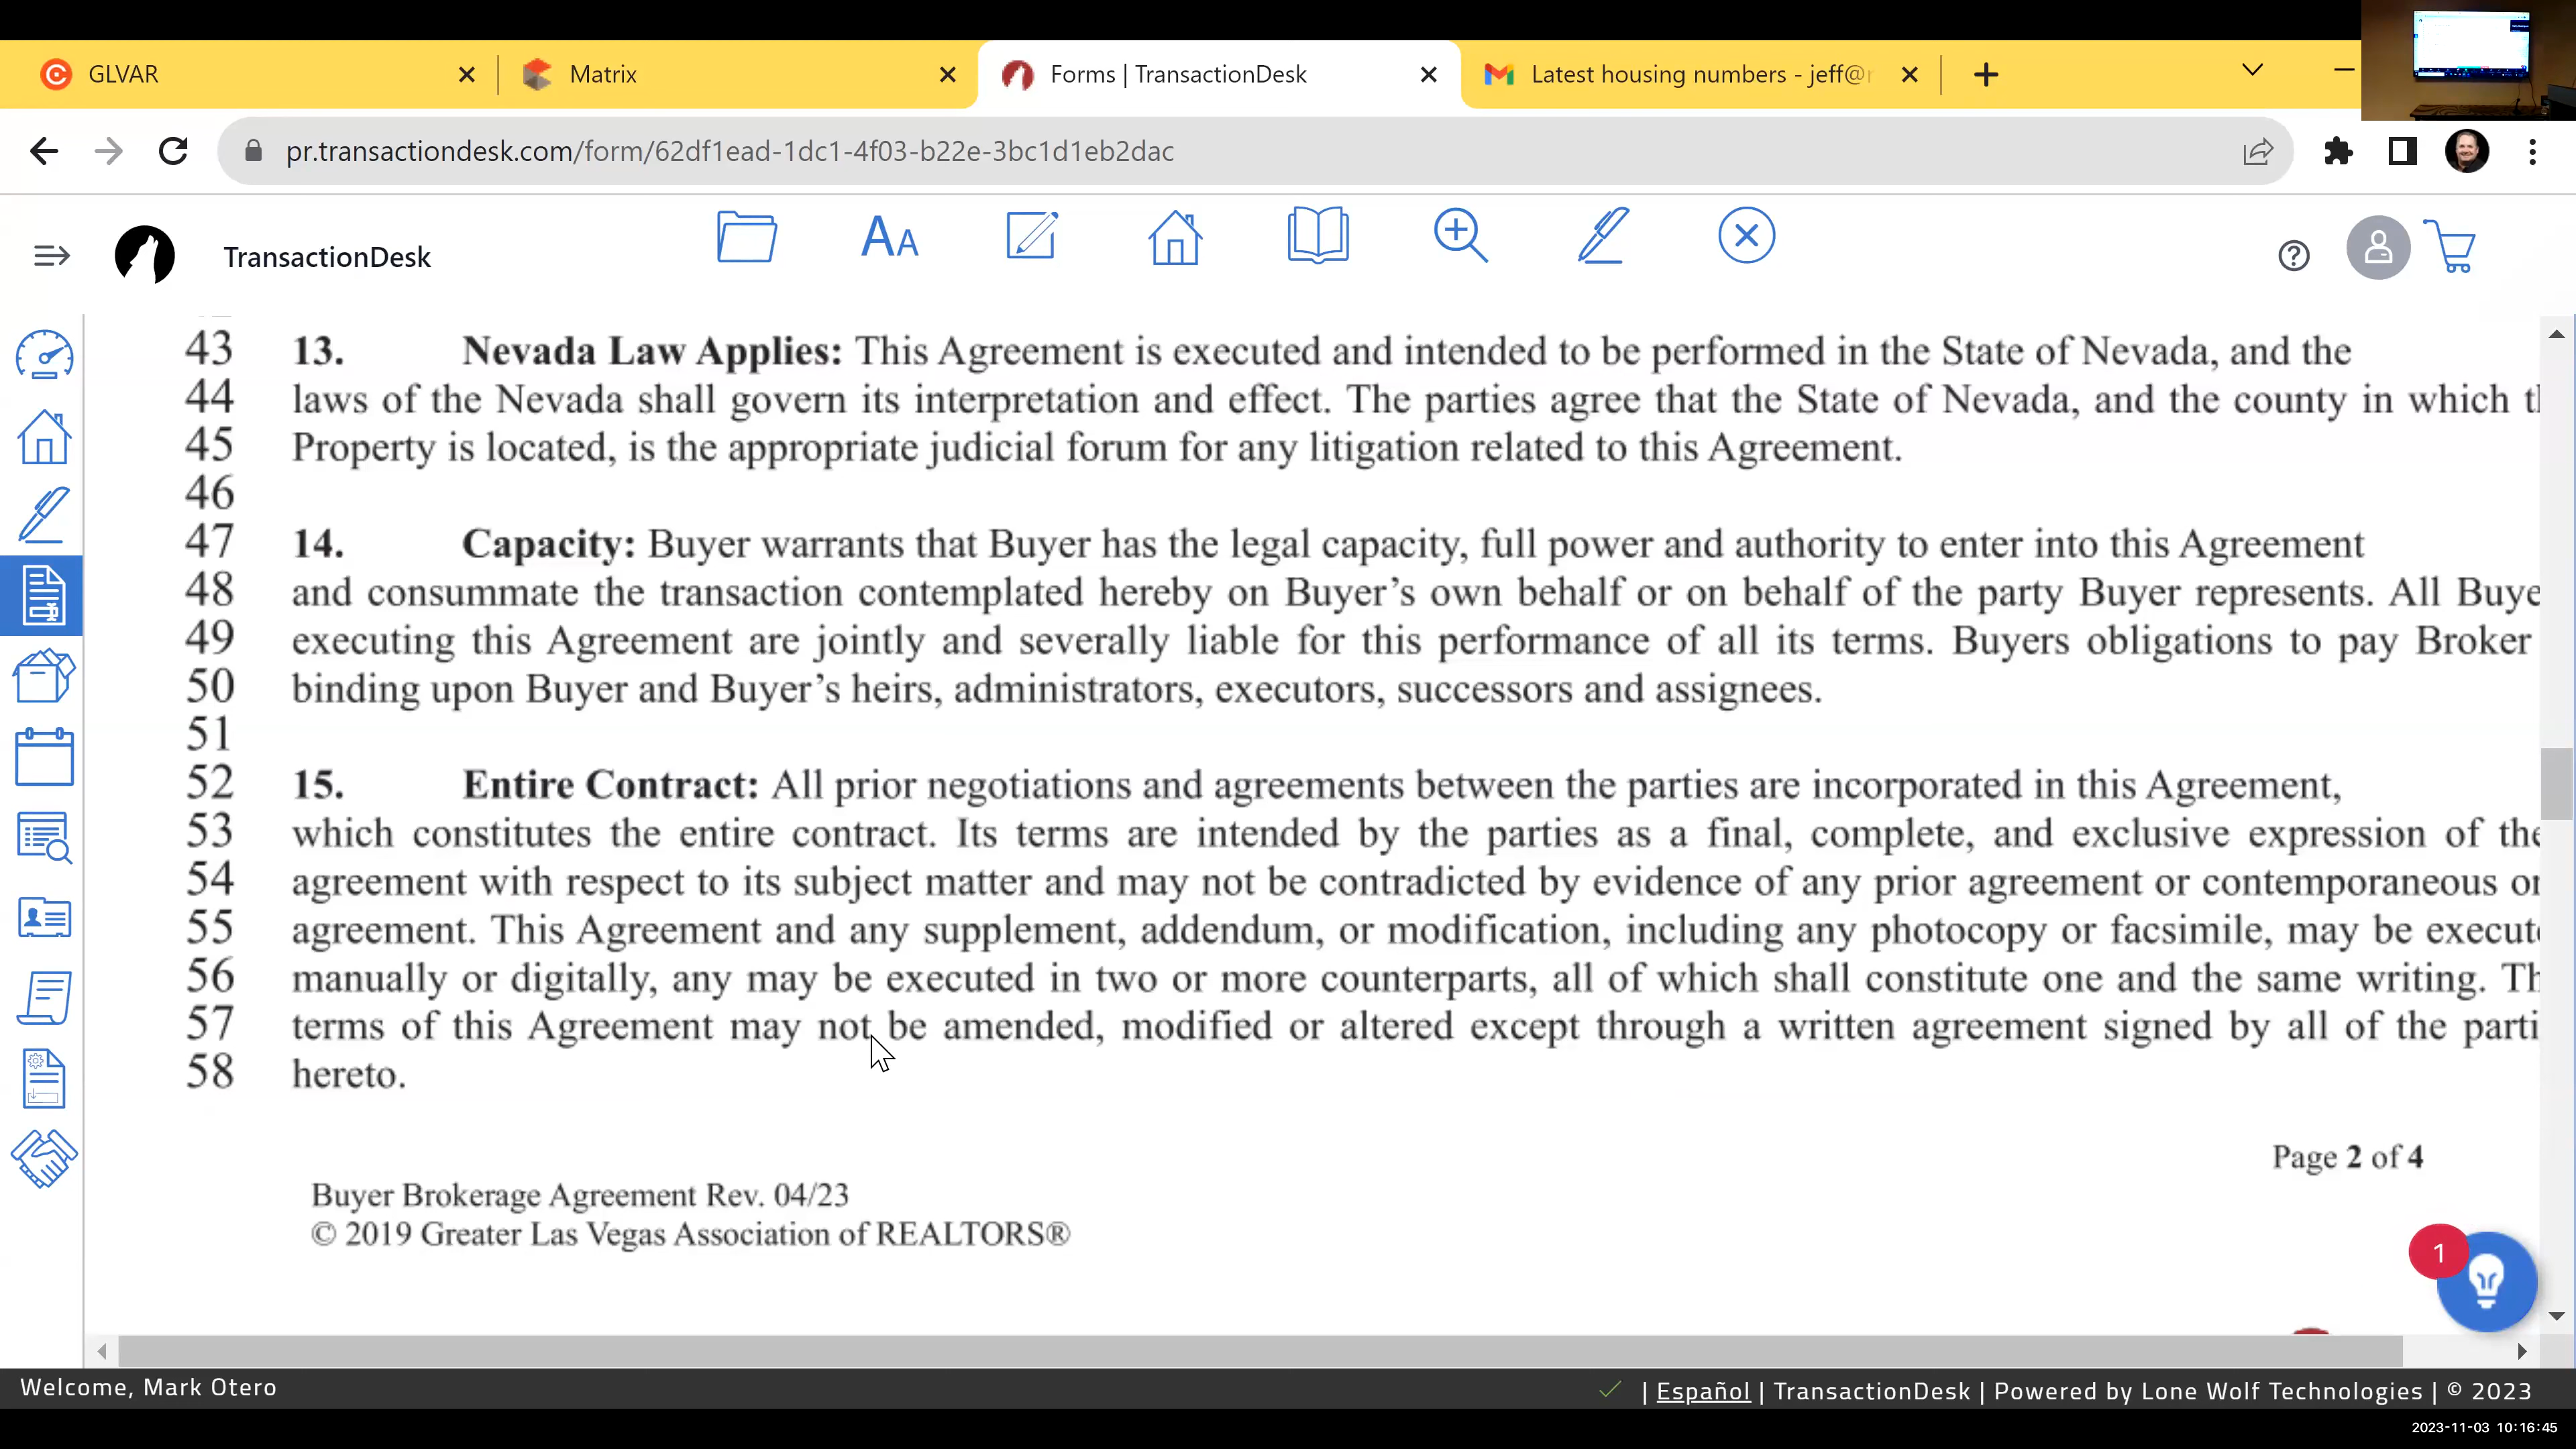 GLVAR
Matrix
Forms | TransactionDesk
Latest housing numbers - jeff@
pr.transactiondesk.com/form/62df1ead-1dc1-4f03-b22e-3bc1d1eb2dac
TransactionDesk
43 13. Nevada Law Applies: This Agreement is executed and intended to be performed in the State of Nevada, and the
44 laws of the Nevada shall govern its interpretation and effect. The parties agree that the State of Nevada, and the county in which
45 Property is located, is the appropriate judicial forum for any litigation related to this Agreement.
46
47 14. Capacity: Buyer warrants that Buyer has the legal capacity, full power and authority to enter into this Agreement
48 and consummate the transaction contemplated hereby on Buyer's own behalf or on behalf of the party Buyer represents. All
49 executing this Agreement are jointly and severally liable for this performance of all its terms. Buyers obligations to pay Broker
50 binding upon Buyer and Buyer's heirs, administrators, executors, successors and assignees.
51
52 15. Entire Contract: All prior negotiations and agreements between the parties are incorporated in this Agreement,
53 which constitutes the entire contract. Its terms are intended by the parties as a final, complete, and exclusive expression of
54 agreement with respect to its subject matter and may not be contradicted by evidence of any prior agreement or contemporaneous
55 agreement. This Agreement and any supplement, addendum, or modification, including any photocopy or facsimile, may be
56 manually or digitally, any may be executed in two or more counterparts, all of which shall constitute one and the same writing.
57 terms of this Agreement may not be amended, modified or altered except through a written agreement signed by all of the
58 hereto.
Page 2 of 4
Buyer Brokerage Agreement Rev. 04/23
© 2019 Greater Las Vegas Association of REALTORS®
1
Welcome, Mark Otero
| Español | TransactionDesk | Powered by Lone Wolf Technologies | © 2023
2023-11-03 10:16:45